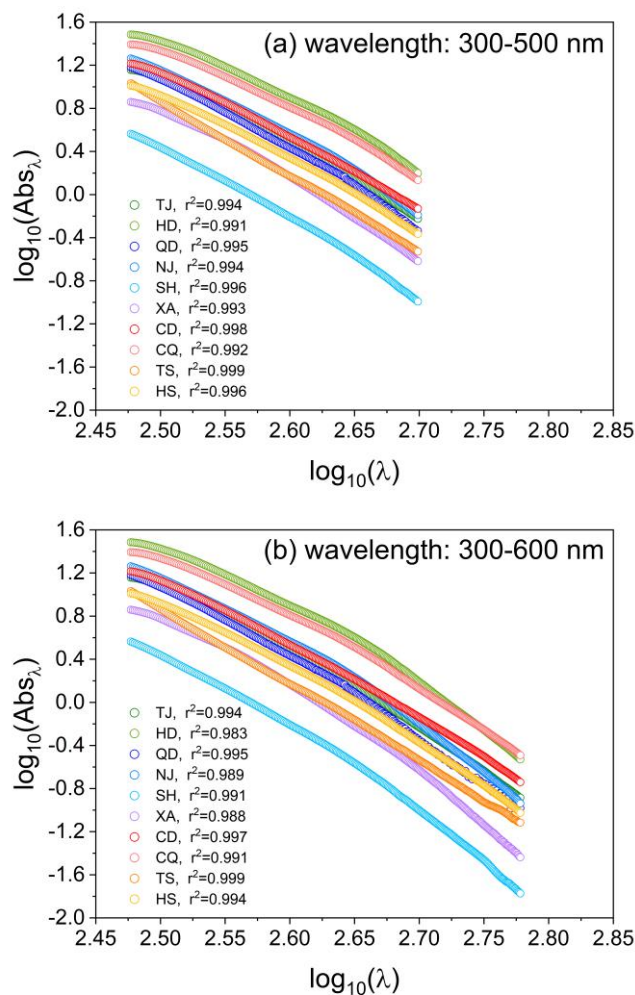 (a) wavelength: 300-500 nm
log₁₀(Abs_λ)
1.6
1.2
0.8
0.4
0.0
-0.4
-0.8
-1.2
-1.6
-2.0
TJ, r²=0.994
HD, r²=0.991
QD, r²=0.995
NJ, r²=0.994
SH, r²=0.996
XA, r²=0.993
CD, r²=0.998
CQ, r²=0.992
TS, r²=0.999
HS, r²=0.996
2.45 2.50 2.55 2.60 2.65 2.70 2.75 2.80 2.85
log₁₀(λ)
(b) wavelength: 300-600 nm
log₁₀(Abs_λ)
1.6
1.2
0.8
0.4
0.0
-0.4
-0.8
-1.2
-1.6
-2.0
TJ, r²=0.994
HD, r²=0.983
QD, r²=0.995
NJ, r²=0.989
SH, r²=0.991
XA, r²=0.988
CD, r²=0.997
CQ, r²=0.991
TS, r²=0.999
HS, r²=0.994
2.45 2.50 2.55 2.60 2.65 2.70 2.75 2.80 2.85
log₁₀(λ)